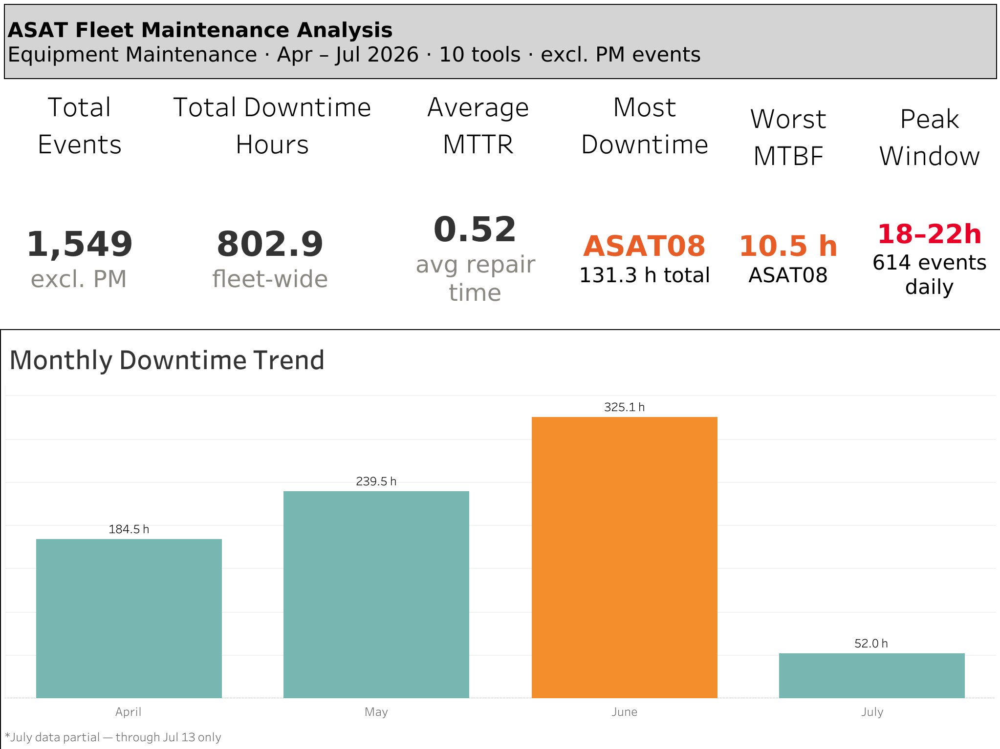 ASAT Fleet Maintenance Analysis
Equipment Maintenance · Apr – Jul 2026 · 10 tools · excl. PM events
Total
Events
1,549
excl. PM
Total Downtime
Hours
802.9
fleet-wide
Average
MTTR
0.52
avg repair
time
Most
Downtime
ASAT08
131.3 h total
Worst
MTBF
10.5 h
ASAT08
Peak
Window
18–22h
614 events
daily
Monthly Downtime Trend
184.5 h
239.5 h
325.1 h
52.0 h
April
May
June
July
*July data partial — through Jul 13 only